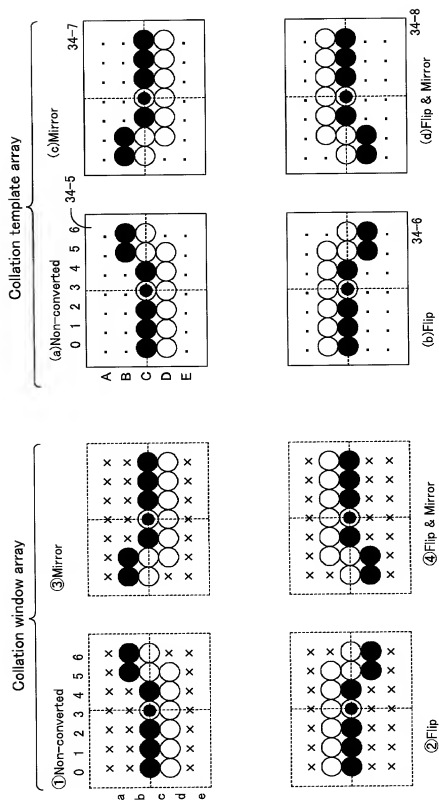 Collation window array
①Non-converted
0 1 2 3 4 5 6
a
b
c
d
e
③Mirror
②Flip
④Flip & Mirror
Collation template array
(a)Non-converted
34-5
0 1 2 3 4 5 6
A
B
C
D
E
(c)Mirror
34-7
(b)Flip
34-6
(d)Flip & Mirror
34-8